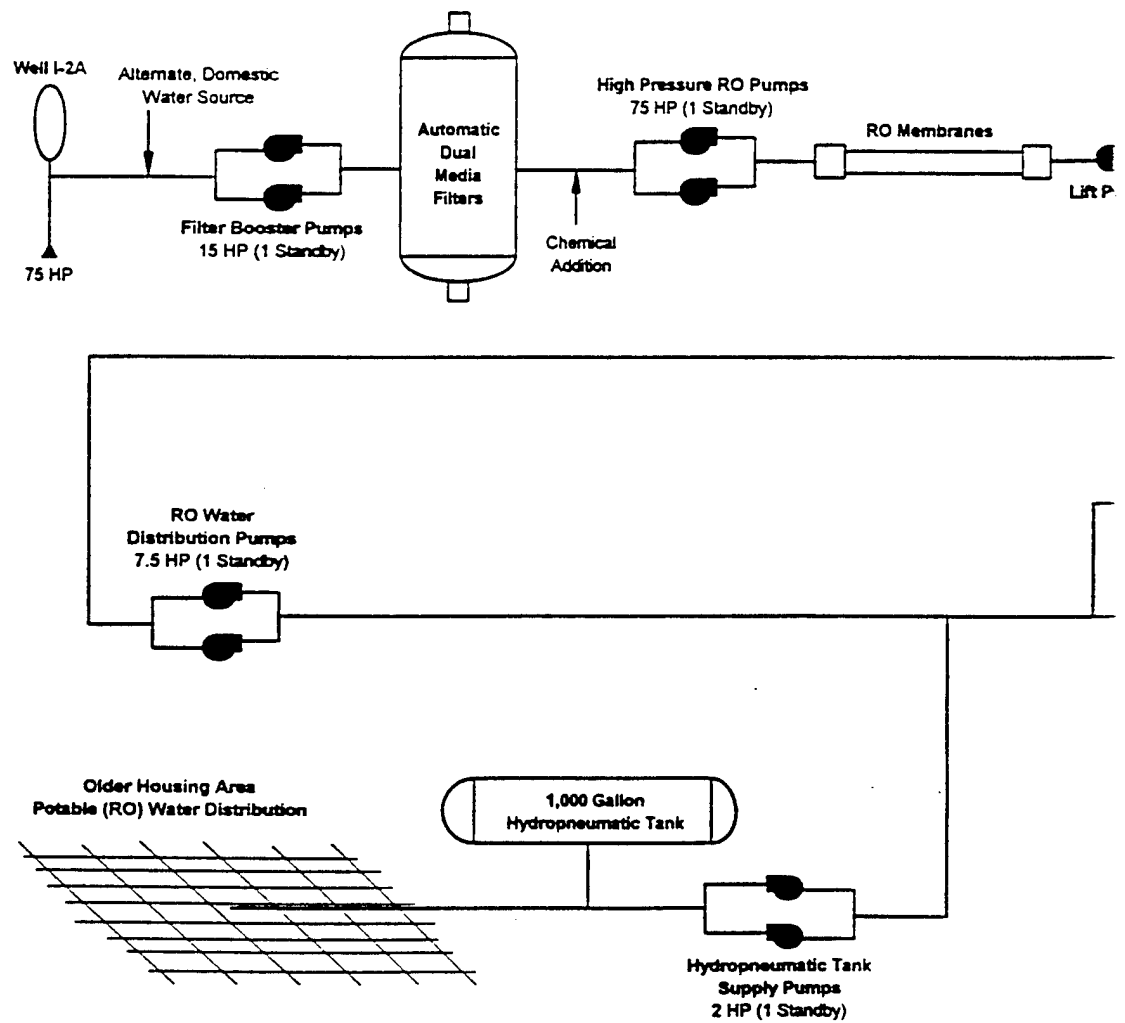 Well I-2A
Alternate, Domestic
Water Source
Filter Booster Pumps
15 HP (1 Standby)
75 HP
Automatic
Dual
Media
Filters
Chemical
Addition
High Pressure RO Pumps
75 HP (1 Standby)
RO Membranes
Lift
RO Water
Distribution Pumps
7.5 HP (1 Standby)
Older Housing Area
Potable (RO) Water Distribution
1,000 Gallon
Hydropneumatic Tank
Hydropneumatic Tank
Supply Pumps
2 HP (1 Standby)